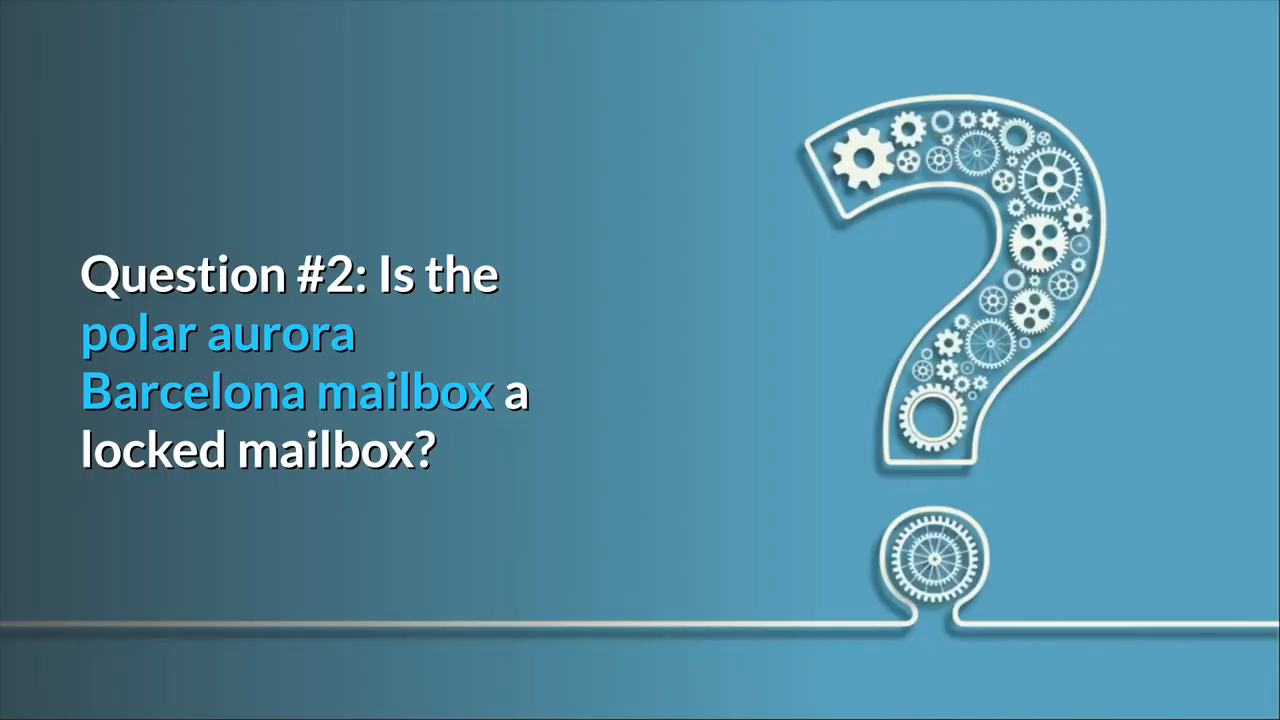 Question #2: Is the
polar aurora
Barcelona mailbox a
locked mailbox?